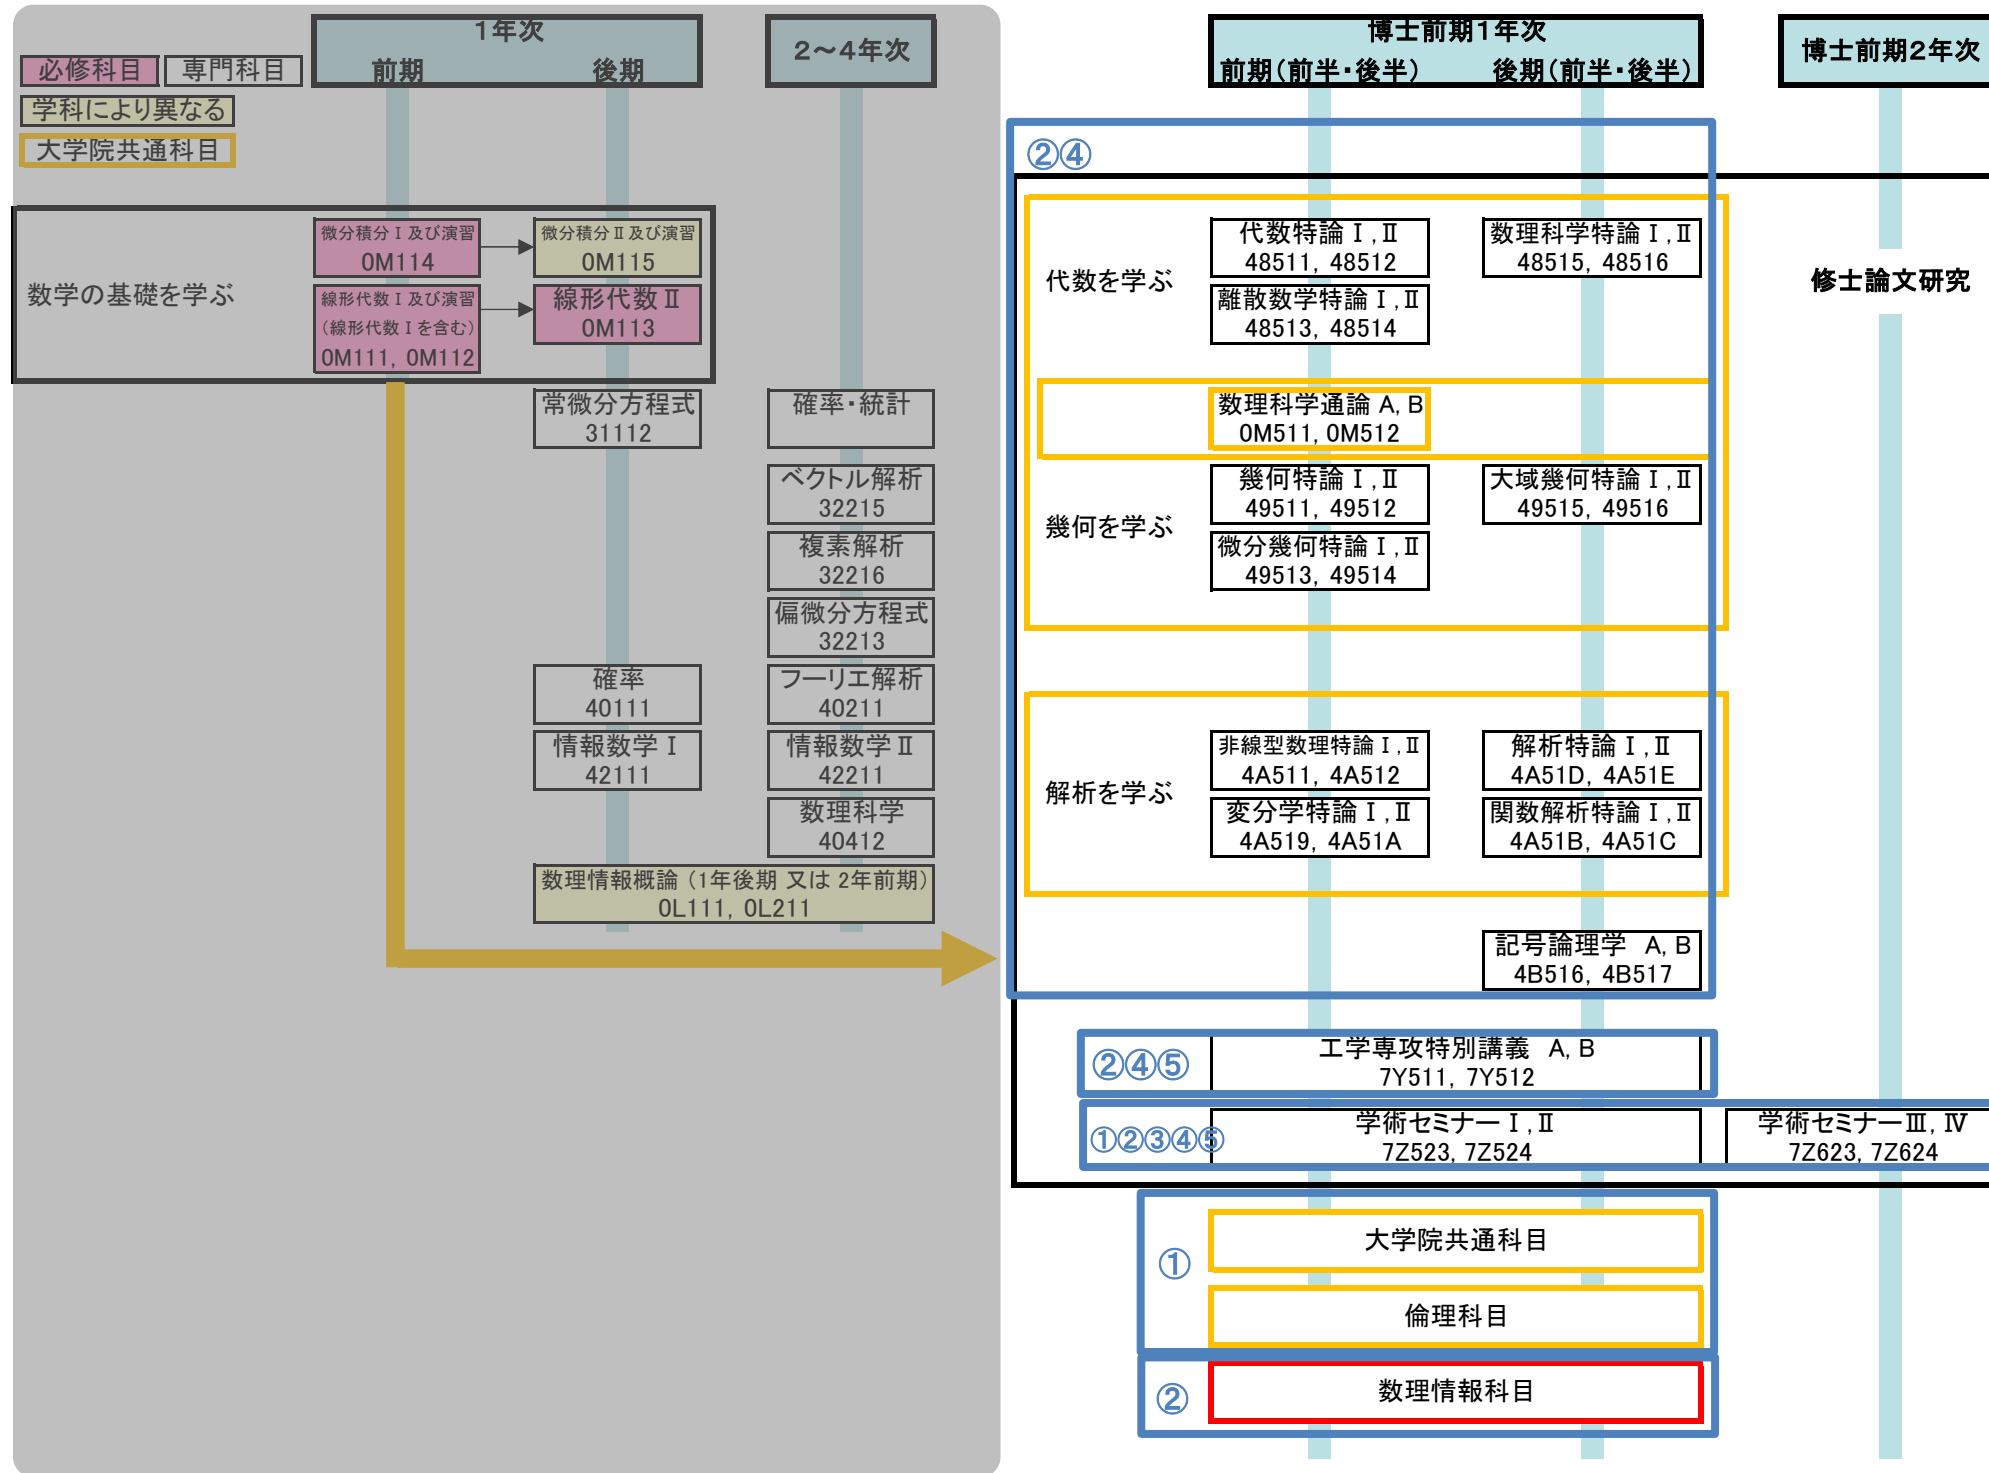 必修科目
専門科目
学科により異なる
大学院共通科目
1年次
前期
後期
2～4年次
数学の基礎を学ぶ
微分積分Ⅰ及び演習
0M114
微分積分Ⅱ及び演習
0M115
線形代数Ⅰ及び演習
(線形代数Ⅰを含む)
0M111, 0M112
線形代数Ⅱ
0M113
常微分方程式
31112
確率・統計
ベクトル解析
32215
複素解析
32216
偏微分方程式
32213
確率
40111
フーリエ解析
40211
情報数学Ⅰ
42111
情報数学Ⅱ
42211
数理科学
40412
数理情報概論（1年後期 又は 2年前期）
0L111, 0L211
博士前期1年次
前期（前半・後半）
後期（前半・後半）
博士前期2年次
②④
代数を学ぶ
代数特論Ⅰ,Ⅱ
48511, 48512
数理科学特論Ⅰ,Ⅱ
48515, 48516
離散数学特論Ⅰ,Ⅱ
48513, 48514
修士論文研究
数理科学通論 A, B
0M511, 0M512
幾何を学ぶ
幾何特論Ⅰ,Ⅱ
49511, 49512
大域幾何特論Ⅰ,Ⅱ
49515, 49516
微分幾何特論Ⅰ,Ⅱ
49513, 49514
解析を学ぶ
非線型数理特論Ⅰ,Ⅱ
4A511, 4A512
解析特論Ⅰ,Ⅱ
4A51D, 4A51E
変分学特論Ⅰ,Ⅱ
4A519, 4A51A
関数解析特論Ⅰ,Ⅱ
4A51B, 4A51C
記号論理学 A, B
4B516, 4B517
②④⑤
工学専攻特別講義 A, B
7Y511, 7Y512
①②③④⑤
学術セミナーⅠ,Ⅱ
7Z523, 7Z524
学術セミナーⅢ, Ⅳ
7Z623, 7Z624
①
大学院共通科目
倫理科目
②
数理情報科目